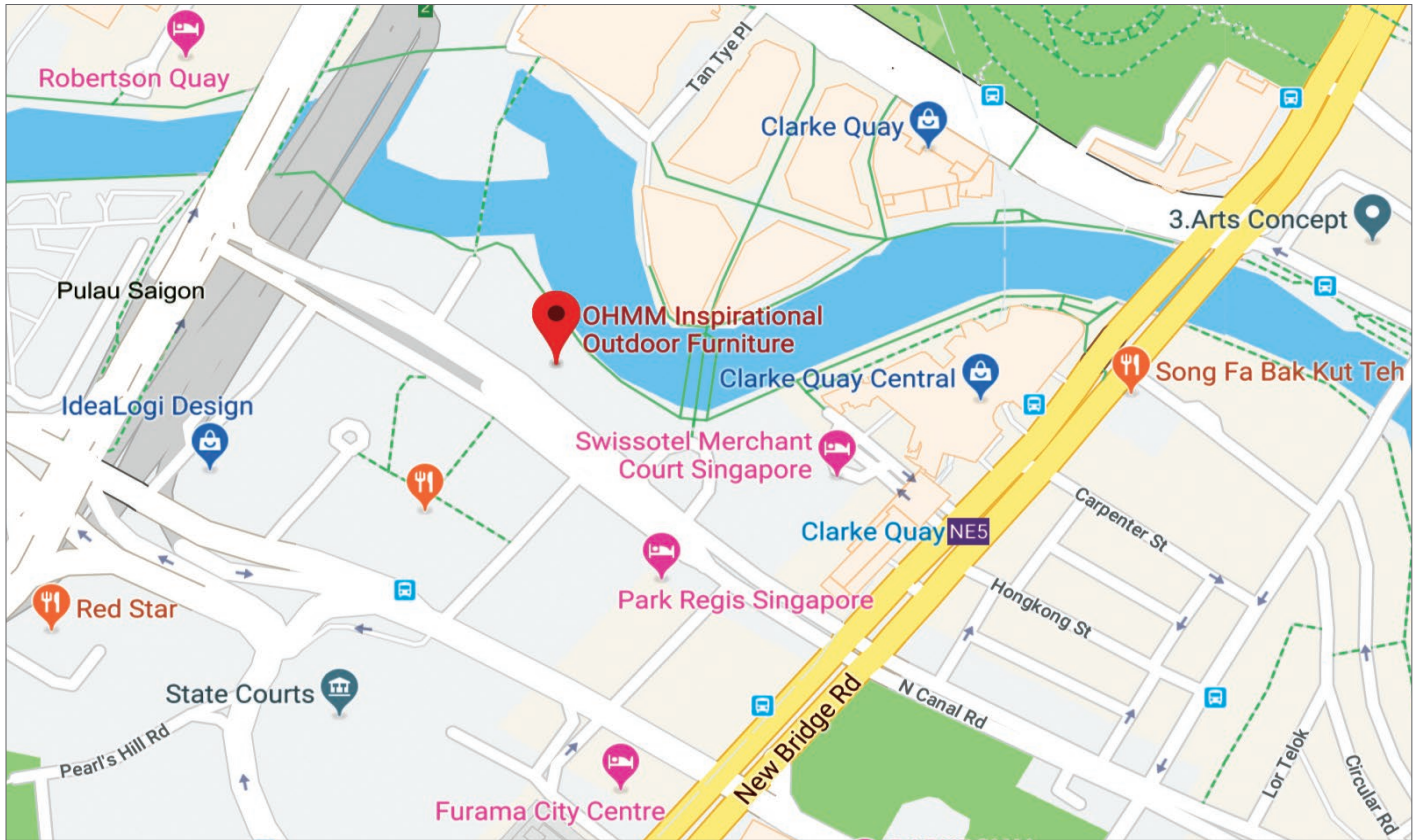 Robertson Quay
Tan Tye Pl
Clarke Quay
3.Arts Concept
Pulau Saigon
OHMM Inspirational
Outdoor Furniture
Clarke Quay Central
Song Fa Bak Kut Teh
IdeaLogi Design
Swissotel Merchant
Court Singapore
Carpenter St
Clarke Quay NE5
Park Regis Singapore
Hongkong St
Red Star
State Courts
N Canal Rd
New Bridge Rd
Pearl's Hill Rd
Furama City Centre
Lor Telok
Circular Rd